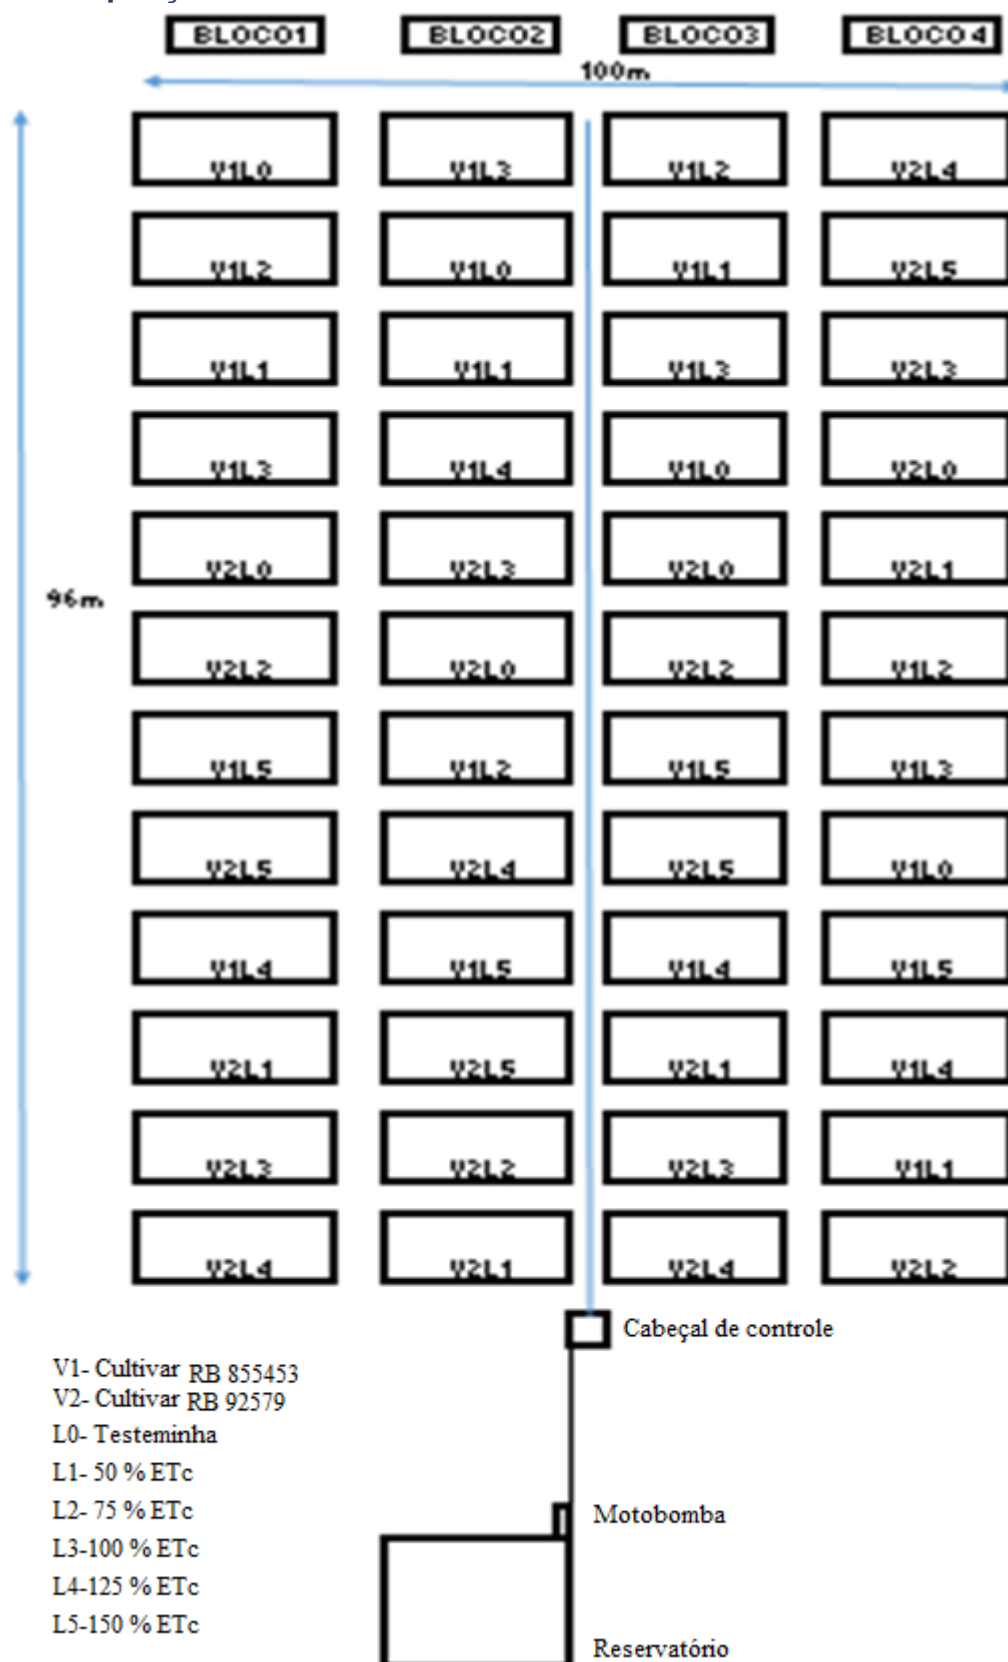 BLOCO1 BLOCO2 BLOCO3 BLOCO 4
100m
V1L0 V1L3 V1L2 V2L4
V1L2 V1L0 V1L1 V2L5
V1L1 V1L1 V1L3 V2L3
V1L3 V1L4 V1L0 V2L0
V2L0 V2L3 V2L0 V2L1
96m
V2L2 V2L0 V2L2 V1L2
V1L5 V1L2 V1L5 V1L3
V2L5 V2L4 V2L5 V1L0
V1L4 V1L5 V1L4 V1L5
V2L1 V2L5 V2L1 V1L4
V2L3 V2L2 V2L3 V1L1
V2L4 V2L1 V2L4 V2L2
Cabeçal de controle
V1- Cultivar RB 855453
V2- Cultivar RB 92579
L0- Testeminha
L1- 50 % ETc
L2- 75 % ETc
Motobomba
L3-100 % ETc
L4-125 % ETc
L5-150 % ETc
Reservatório